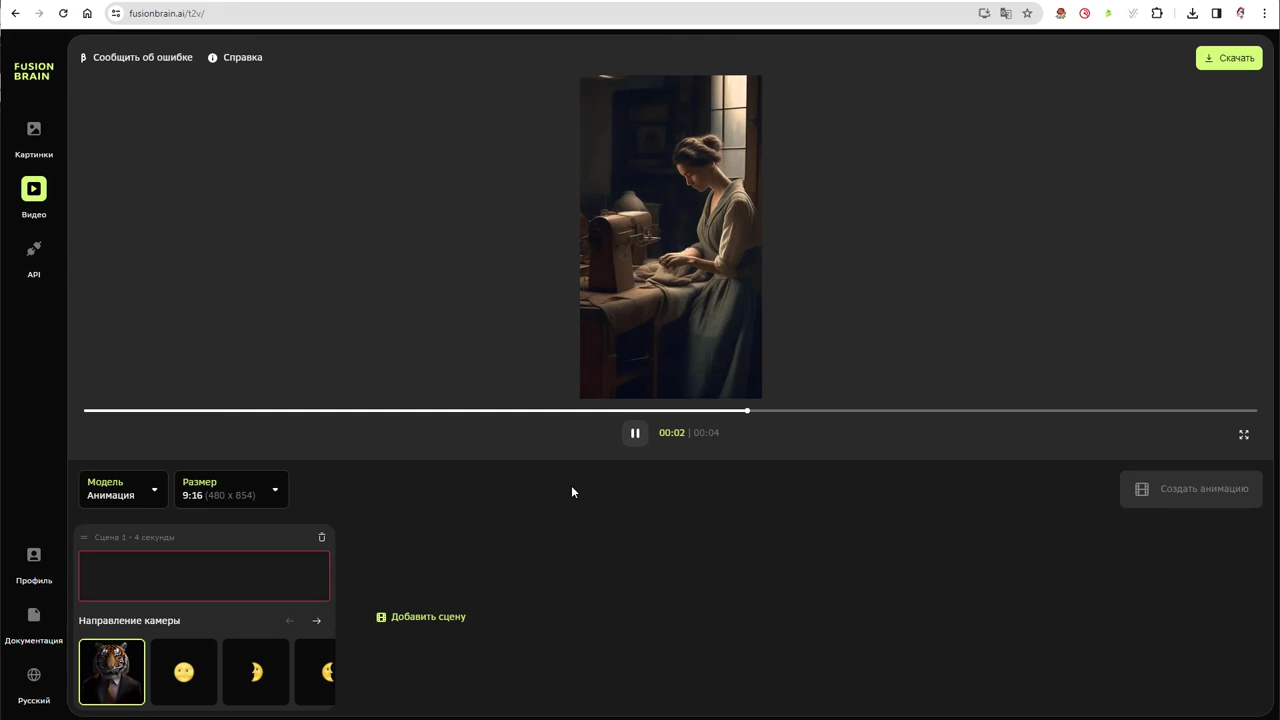 fusionbrain.ai/t2v/
FUSION
BRAIN
β Сообщить об ошибке
Справка
Скачать
Картинки
Видео
API
00:02 | 00:04
Модель
Анимация
Размер
9:16 (480 x 854)
Создать анимацию
Сцена 1 - 4 секунды
Направление камеры
Добавить сцену
Профиль
Документация
Русский